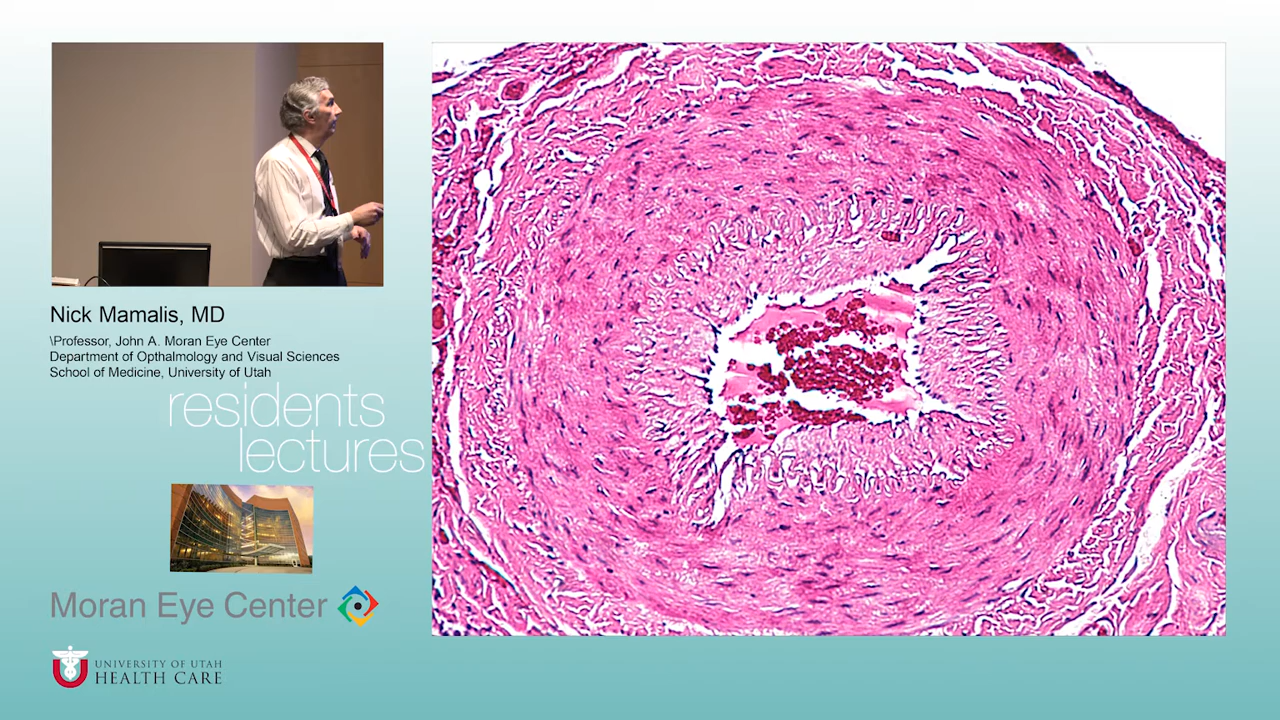 Nick Mamalis, MD
\Professor, John A. Moran Eye Center
Department of Opthalmology and Visual Sciences
School of Medicine, University of Utah
residents
lectures
Moran Eye Center
UNIVERSITY OF UTAH
HEALTH CARE